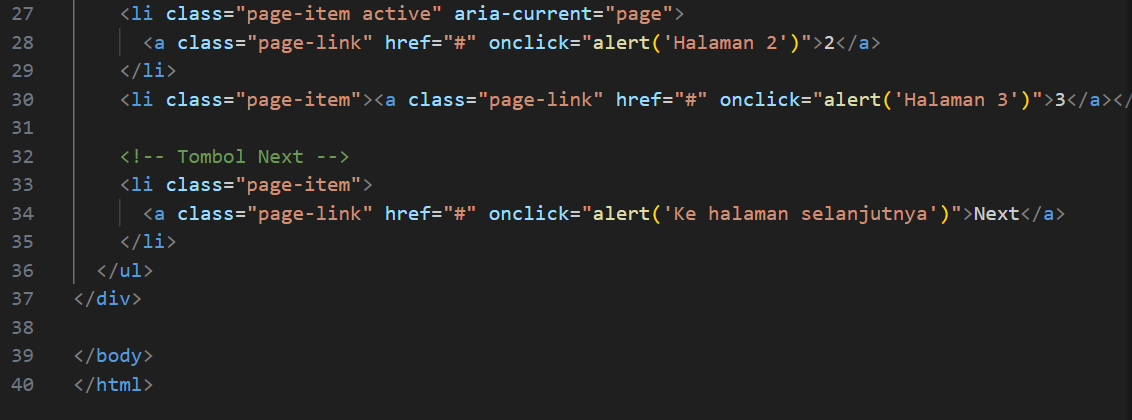 27 <li class="page-item active" aria-current="page">
28 <a class="page-link" href="#" onclick="alert('Halaman 2')">2</a>
29 </li>
30 <li class="page-item"><a class="page-link" href="#" onclick="alert('Halaman 3')">3</a></
31
32 <!-- Tombol Next -->
33 <li class="page-item">
34 <a class="page-link" href="#" onclick="alert('Ke halaman selanjutnya')">Next</a>
35 </li>
36 </ul>
37 </div>
38
39 </body>
40 </html>